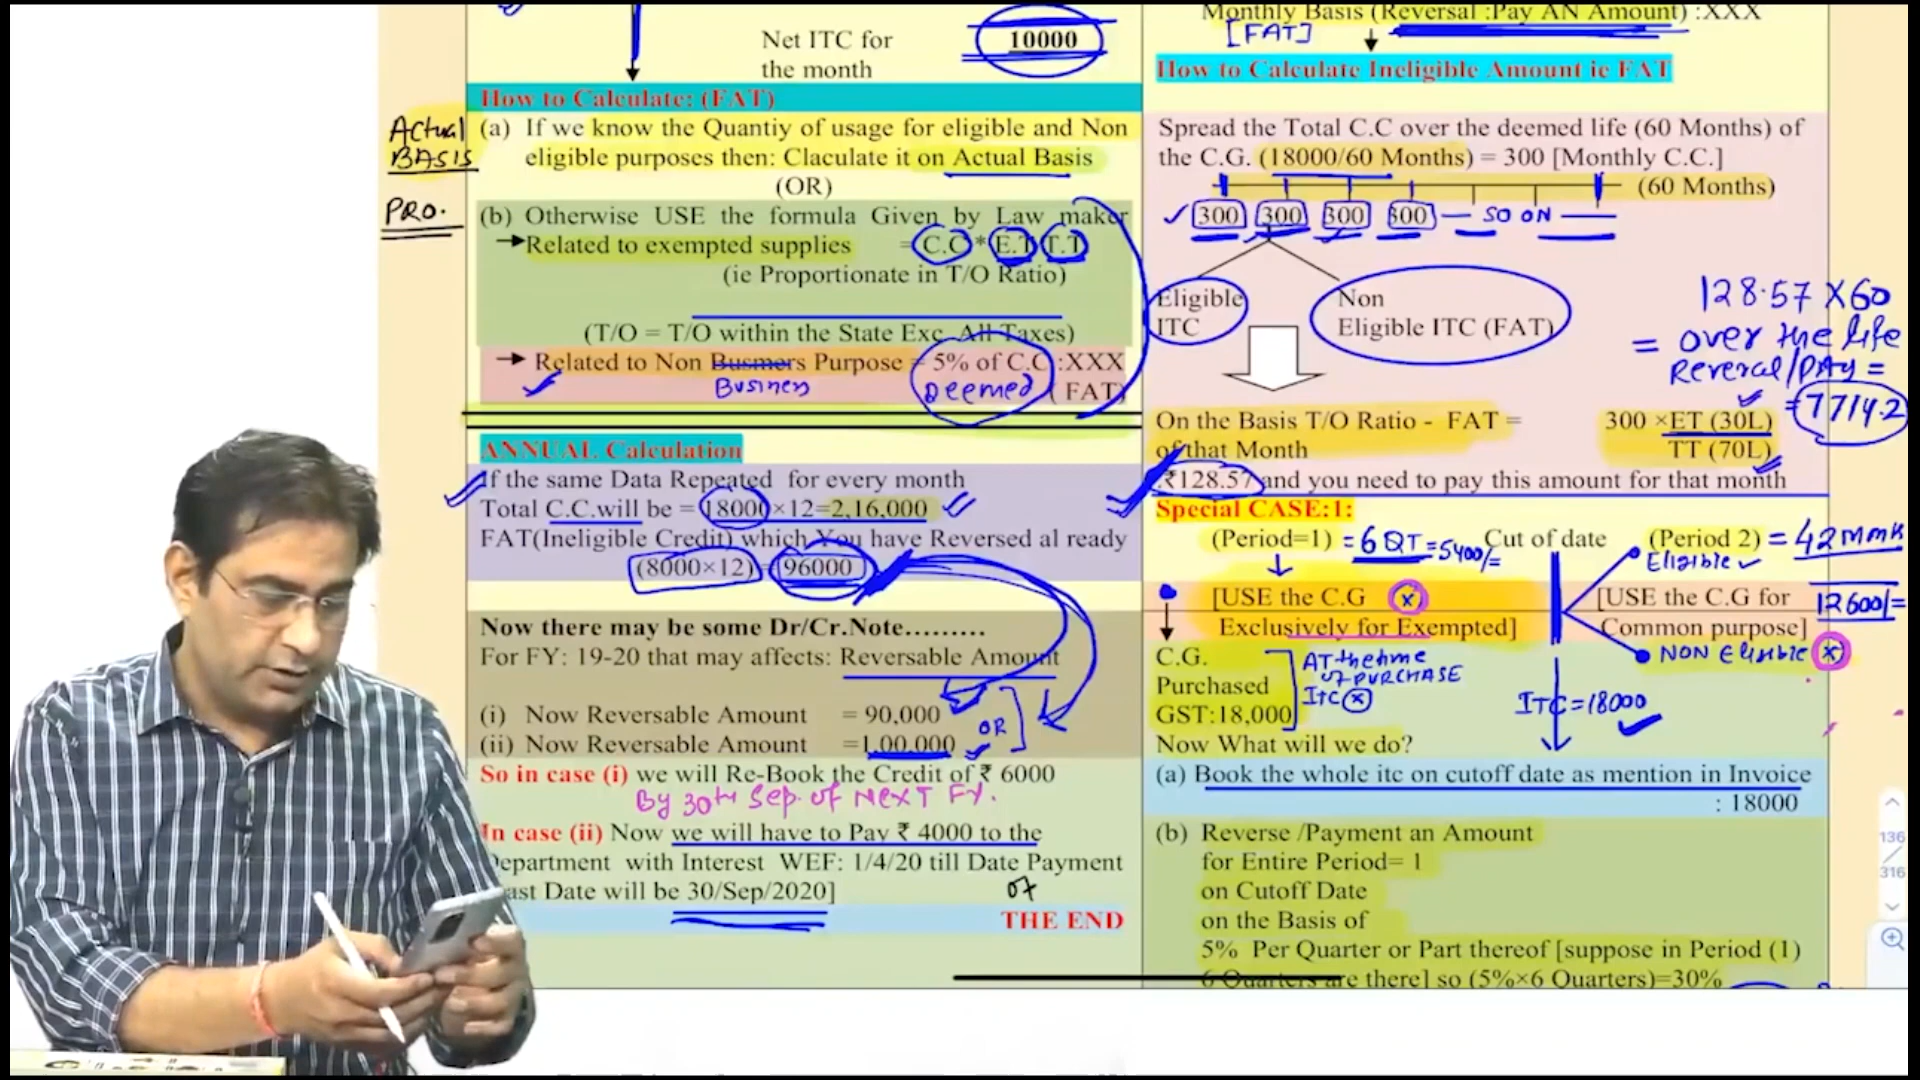 Net ITC for
the month
10000
How to Calculate: (FAT)
Actual
BASIS
(a) If we know the Quantiy of usage for eligible and Non
eligible purposes then: Claculate it on Actual Basis
(OR)
PRO.
(b) Otherwise USE the formula Given by Law maker
Related to exempted supplies = C.C * E.T T.T
(ie Proportionate in T/O Ratio)
(T/O = T/O within the State Exc. All Taxes)
Related to Non Businers Purpose = 5% of C.C :XXX
Business Deemed (FAT)
ANNUAL Calculation
If the same Data Repeated for every month
Total C.C.will be = 18000×12=2,16,000
FAT(Ineligible Credit) which You have Reversed al ready
(8000×12) = 96000
Now there may be some Dr/Cr.Note.........
For FY: 19-20 that may affects: Reversable Amount
(i) Now Reversable Amount = 90,000
OR
(ii) Now Reversable Amount =1,00,000
So in case (i) we will Re-Book the Credit of ₹ 6000
By 30th Sep. of NEXT FY.
In case (ii) Now we will have to Pay ₹ 4000 to the
Department with Interest WEF: 1/4/20 till Date Payment
of
ast Date will be 30/Sep/2020]
THE END
Monthly Basis (Reversal :Pay AN Amount) :XXX
[FAT]
How to Calculate Ineligible Amount ie FAT
Spread the Total C.C over the deemed life (60 Months) of
the C.G. (18000/60 Months) = 300 [Monthly C.C.]
(60 Months)
300 300 300 300 — SO ON —
Eligible
ITC
Non
Eligible ITC (FAT)
128.57 X60
= over the life
Reversal/PAY =
= 7714.2
On the Basis T/O Ratio - FAT = 300 ×ET (30L)
of that Month TT (70L)
₹128.57 and you need to pay this amount for that month
Special CASE:1:
(Period=1) = 6 QT = 5400/= Cut of date (Period 2) = 42
Eligible
[USE the C.G x
Exclusively for Exempted]
[USE the C.G for
Common purpose]
12600/=
NON Eligible x
C.G.
Purchased
GST:18,000
AT the time
of PURCHASE
ITC x
ITC =18000
Now What will we do?
(a) Book the whole itc on cutoff date as mention in Invoice
: 18000
(b) Reverse /Payment an Amount
for Entire Period= 1
on Cutoff Date
on the Basis of
5% Per Quarter or Part thereof [suppose in Period (1)
6 Quarters are there] so (5%×6 Quarters)=30%
136
316